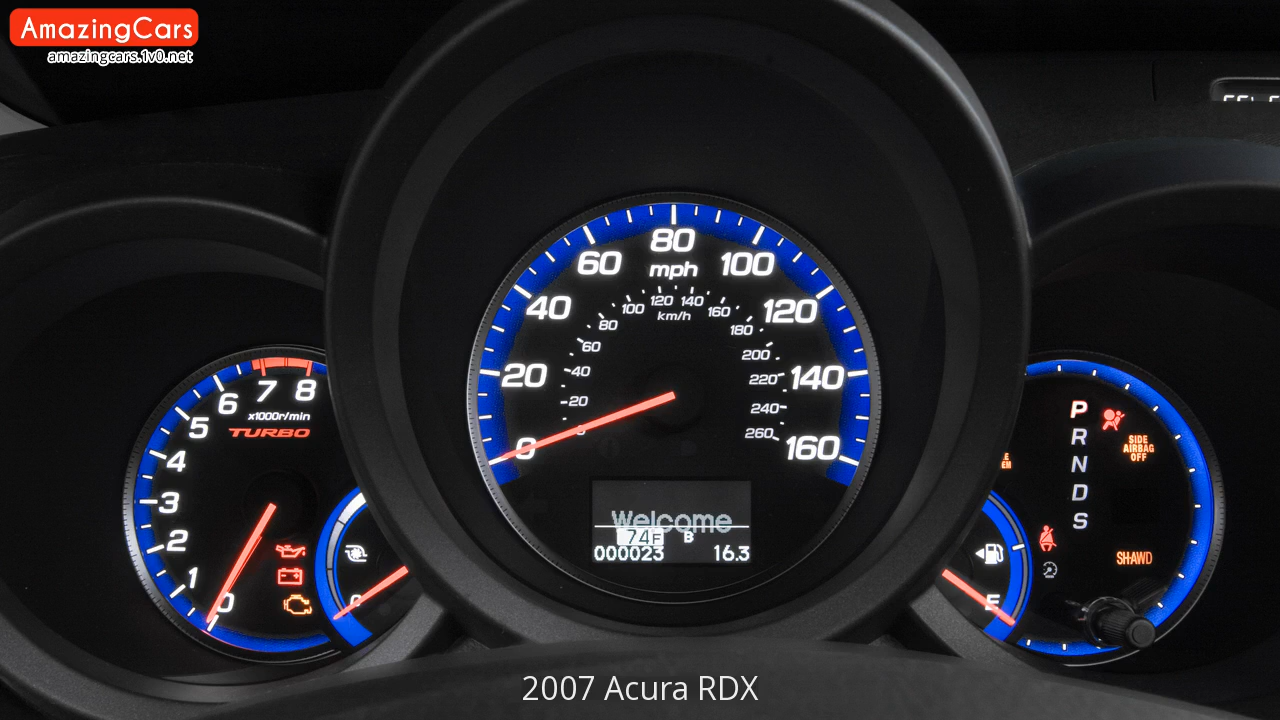 AmazingCars
amazingcars.1v0.net
80
60
mph
100
40
120
20
140
0
160
120
140
100
160
km/h
80
180
60
200
40
220
20
240
260
Welcome
74F
B
000023
16.3
7
8
6
x1000r/min
5
TURBO
4
3
2
1
0
P
R
N
D
S
SIDE
AIRBAG
OFF
SH-AWD
E
2007 Acura RDX